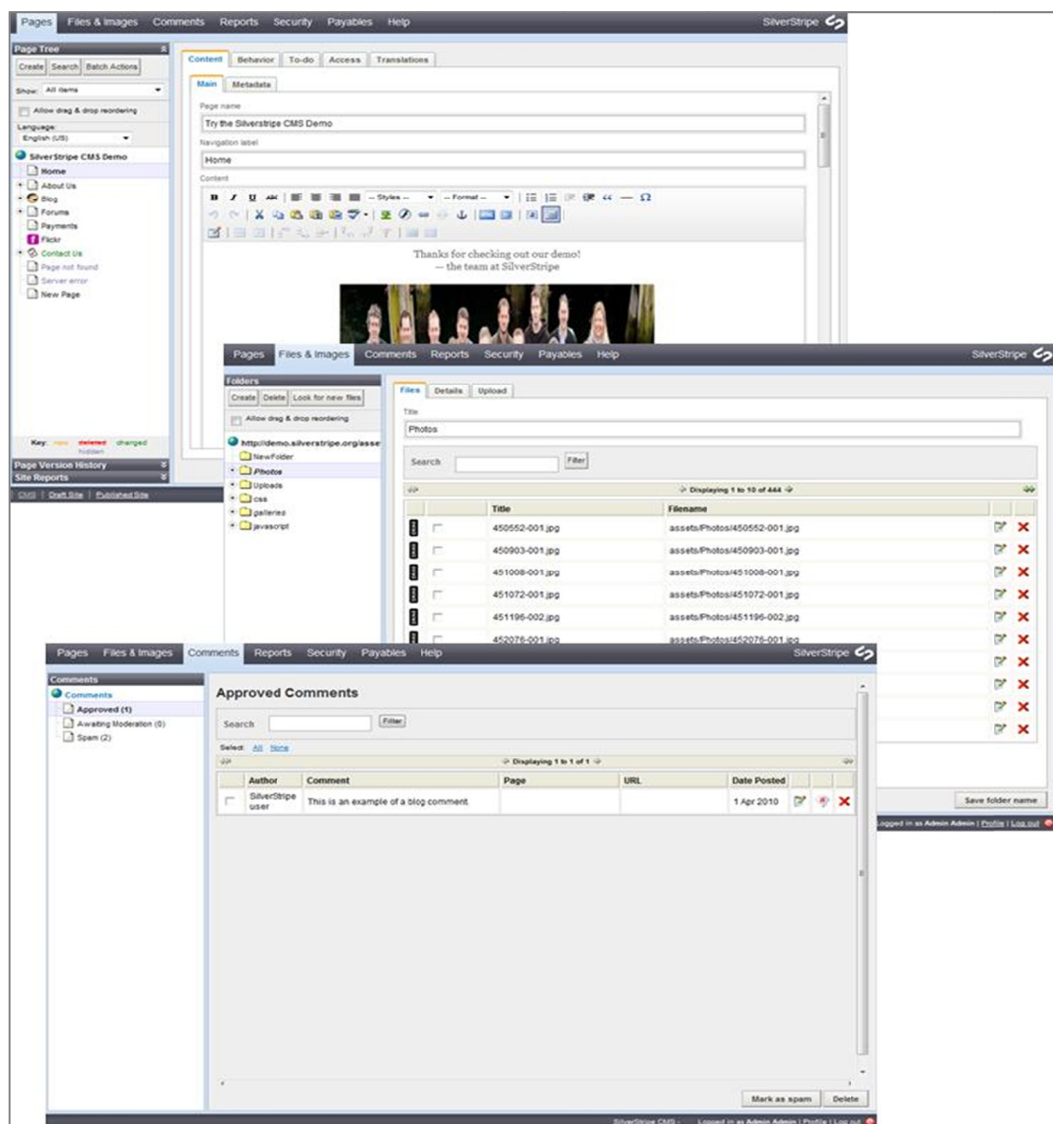 Pages Files & Images Comments Reports Security Payables Help SilverStripe
Page Tree
Create Search Batch Actions
Show: All items
Allow drag & drop reordering
Language:
English (US)
SilverStripe CMS Demo
Home
About Us
Blog
Forums
Payments
Flickr
Contact Us
Page not found
Server error
New Page
Key: new deleted changed
hidden
Page Version History
Site Reports
CMS | Draft Site | Published Site
Content Behavior To-do Access Translations
Main Metadata
Page name
Try the Silverstripe CMS Demo
Navigation label
Home
Content
B I U ABC -- Styles -- -- Format --
Thanks for checking out our demo!
-- the team at SilverStripe
Pages Files & Images Comments Reports Security Payables Help SilverStripe
Folders
Create Delete Look for new files
Allow drag & drop reordering
http://demo.silverstripe.org/asse
NewFolder
Photos
Uploads
css
galleries
javascript
Files Details Upload
Title
Photos
Search Filter
Displaying 1 to 10 of 444
Title Filename
450552-001.jpg assets/Photos/450552-001.jpg
450903-001.jpg assets/Photos/450903-001.jpg
451008-001.jpg assets/Photos/451008-001.jpg
451072-001.jpg assets/Photos/451072-001.jpg
451196-002.jpg assets/Photos/451196-002.jpg
452076-001.jpg assets/Photos/452076-001.jpg
Save folder name
Logged in as Admin Admin | Profile | Log out
Pages Files & Images Comments Reports Security Payables Help SilverStripe
Comments
Comments
Approved (1)
Awaiting Moderation (0)
Spam (2)
Approved Comments
Search Filter
Select: All None
Displaying 1 to 1 of 1
Author Comment Page URL Date Posted
SilverStripe user This is an example of a blog comment. 1 Apr 2010
Mark as spam Delete
SilverStripe CMS - Logged in as Admin Admin | Profile | Log out